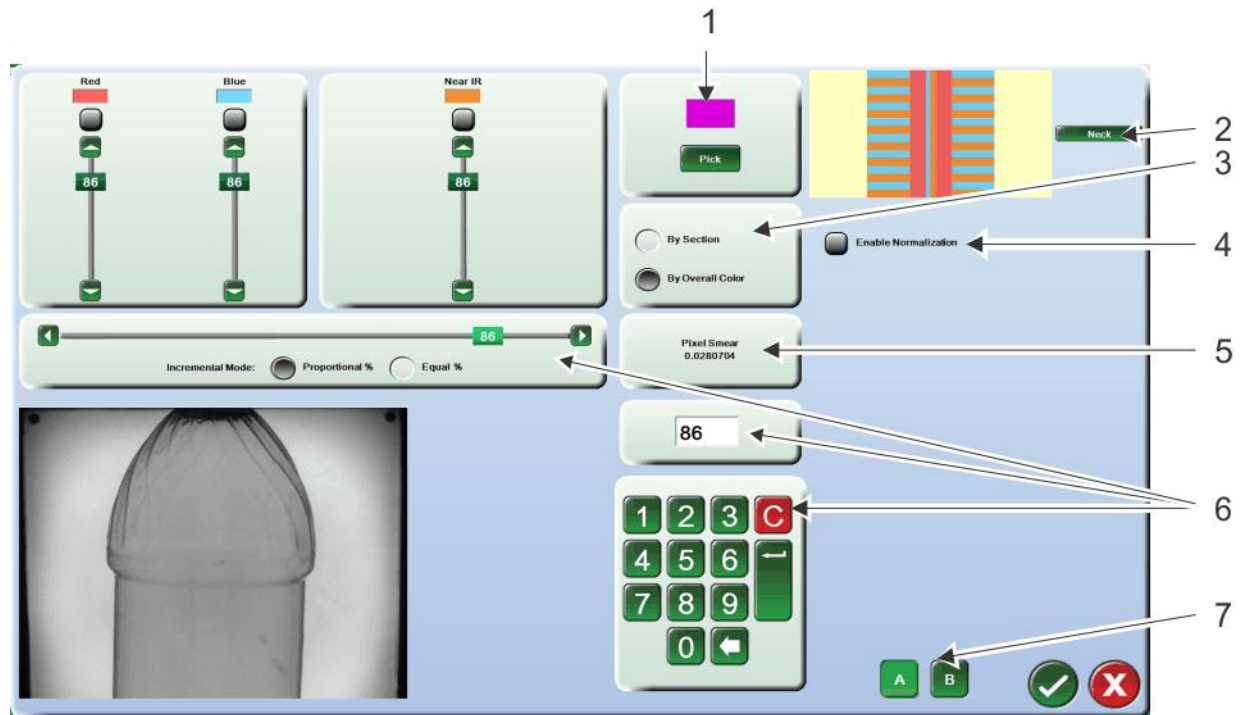 1
Red
Blue
Near IR
86
86
86
Pick
Neck
2
3
By Section
By Overall Color
Enable Normalization
4
86
Incremental Mode:
Proportional %
Equal %
Pixel Smear
0.0280704
5
86
1 2 3 C
4 5 6
7 8 9
0
6
7
A
B
X